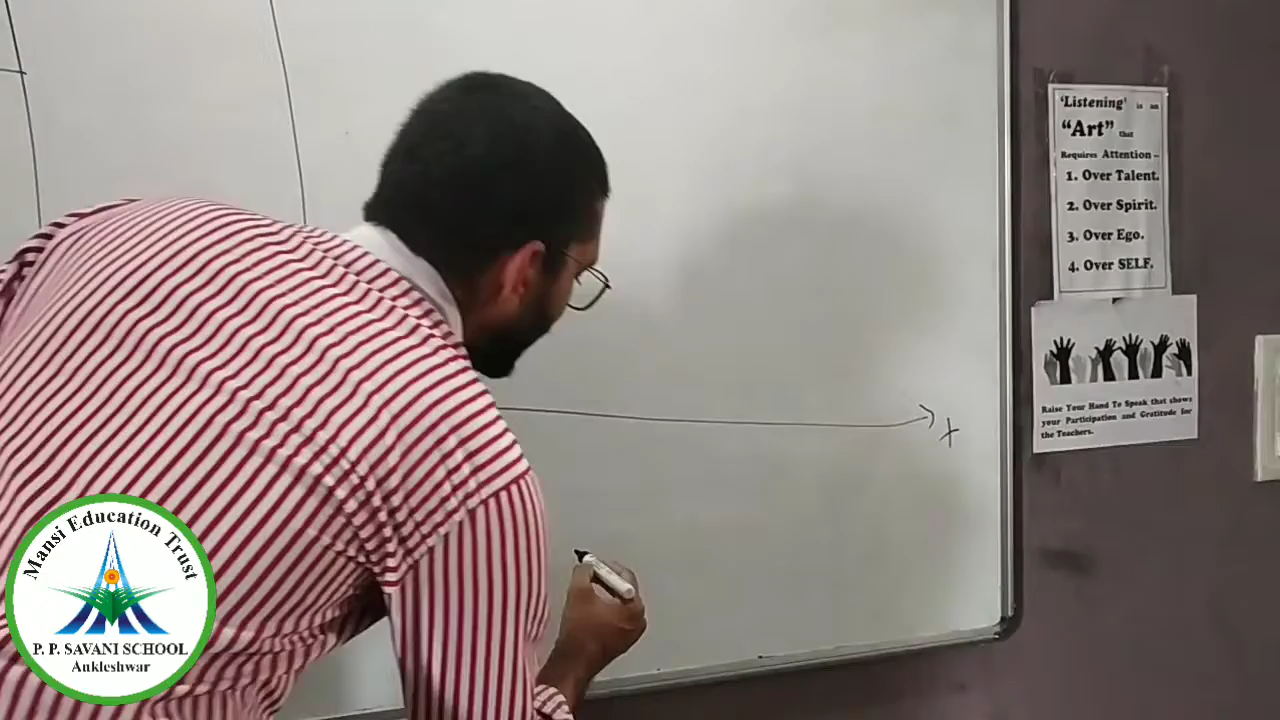 'Listening' is an
"Art" that
Requires Attention –
1. Over Talent.
2. Over Spirit.
3. Over Ego.
4. Over SELF.
Raise Your Hand To Speak that shows
your Participation and Gratitude for
the Teachers.
x
Mansi Education Trust
P. P. SAVANI SCHOOL
Ankleshwar